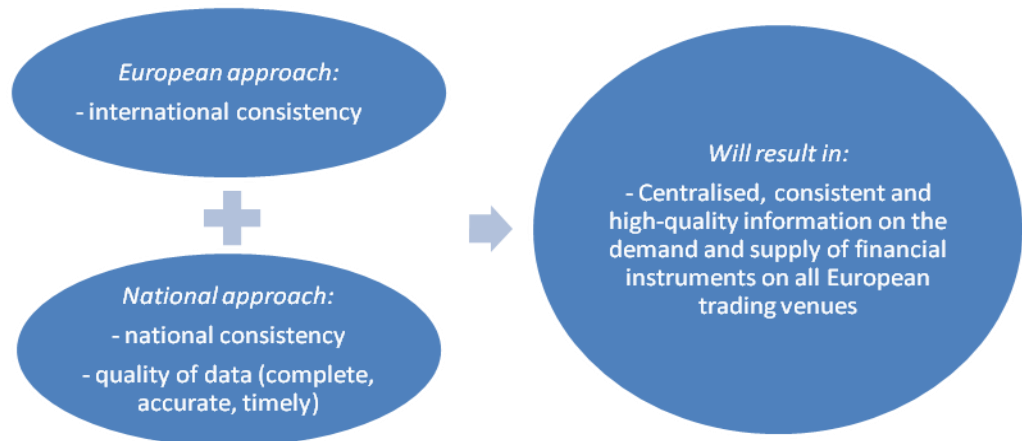 European approach:
- international consistency
National approach:
- national consistency
- quality of data (complete,
accurate, timely)
Will result in:
- Centralised, consistent and
high-quality information on the
demand and supply of financial
instruments on all European
trading venues